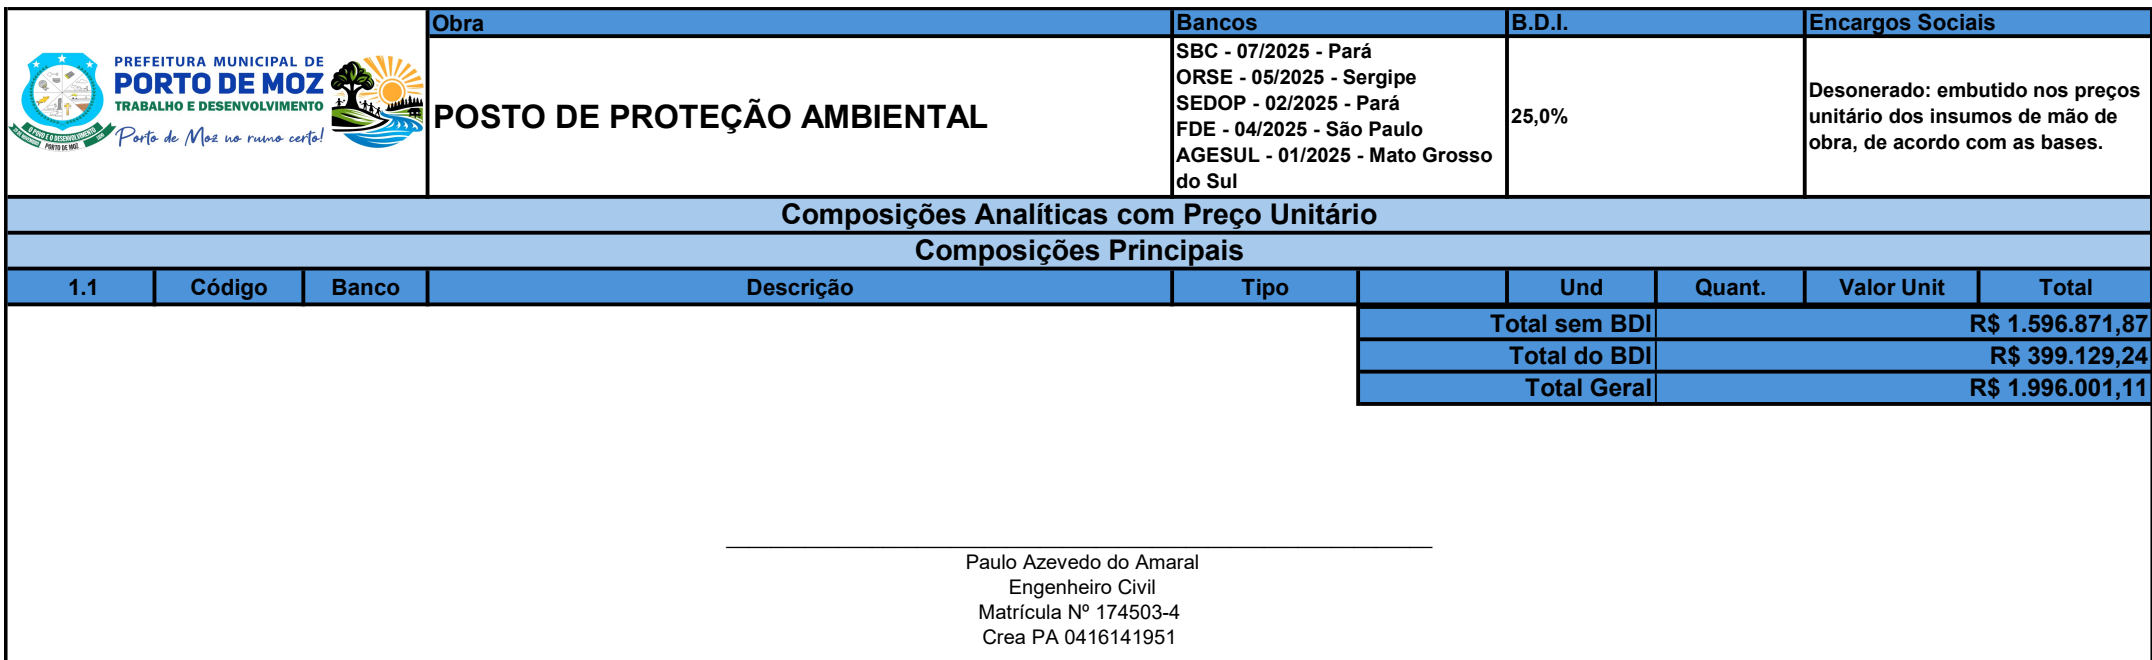 PREFEITURA MUNICIPAL DE
PORTO DE MOZ
TRABALHO E DESENVOLVIMENTO
Porto de Moz no rumo certo!
PORTO DE MOZ
Obra
POSTO DE PROTEÇÃO AMBIENTAL
Bancos
SBC - 07/2025 - Pará
ORSE - 05/2025 - Sergipe
SEDOP - 02/2025 - Pará
FDE - 04/2025 - São Paulo
AGESUL - 01/2025 - Mato Grosso
do Sul
B.D.I.
25,0%
Encargos Sociais
Desonerado: embutido nos preços
unitário dos insumos de mão de
obra, de acordo com as bases.
Composições Analíticas com Preço Unitário
Composições Principais
1.1 Código Banco Descrição Tipo Und Quant. Valor Unit Total
Total sem BDI R$ 1.596.871,87
Total do BDI R$ 399.129,24
Total Geral R$ 1.996.001,11
Paulo Azevedo do Amaral
Engenheiro Civil
Matrícula Nº 174503-4
Crea PA 0416141951